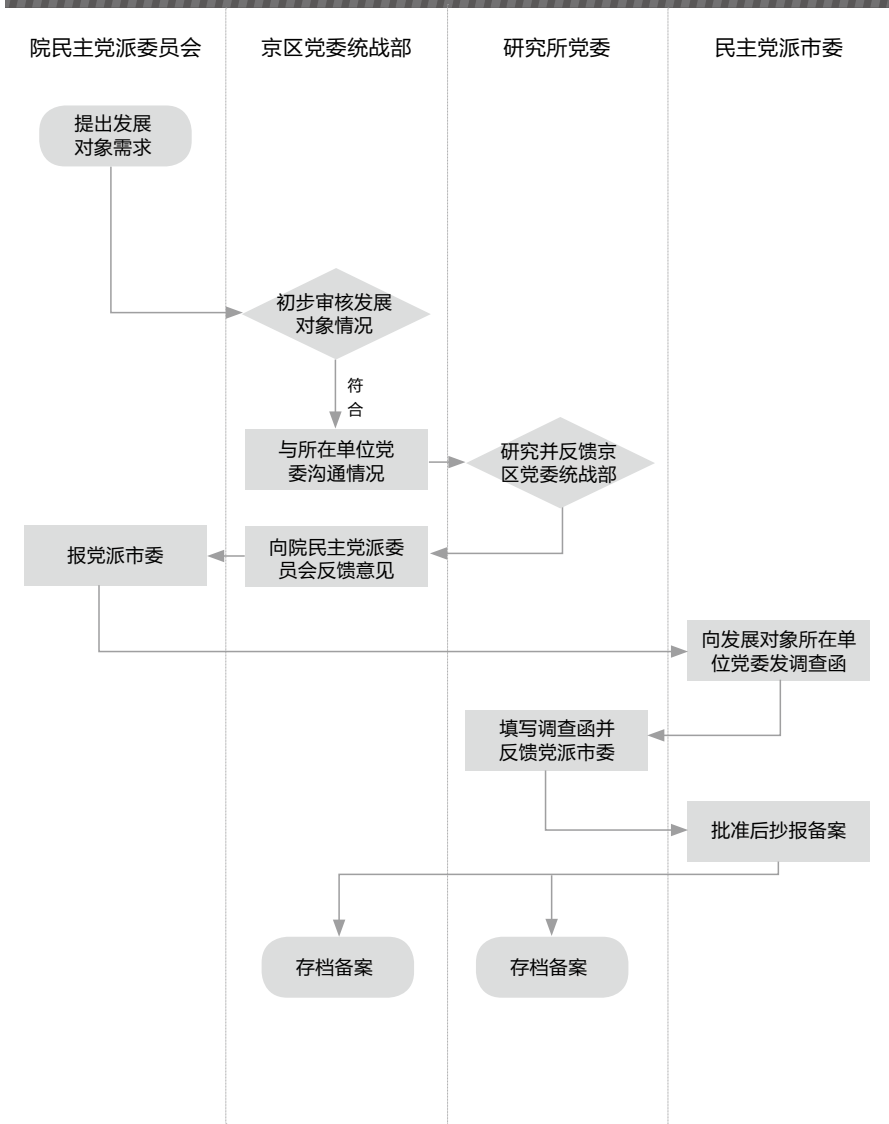 院民主党派委员会
京区党委统战部
研究所党委
民主党派市委
提出发展
对象需求
初步审核发展
对象情况
符
合
与所在单位党
委沟通情况
研究并反馈京
区党委统战部
报党派市委
向院民主党派委
员会反馈意见
向发展对象所在单
位党委发调查函
填写调查函并
反馈党派市委
批准后抄报备案
存档备案
存档备案